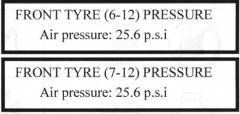 FRONT TYRE (6-12) PRESSURE
Air pressure: 25.6 p.s.i
FRONT TYRE (7-12) PRESSURE
Air pressure: 25.6 p.s.i